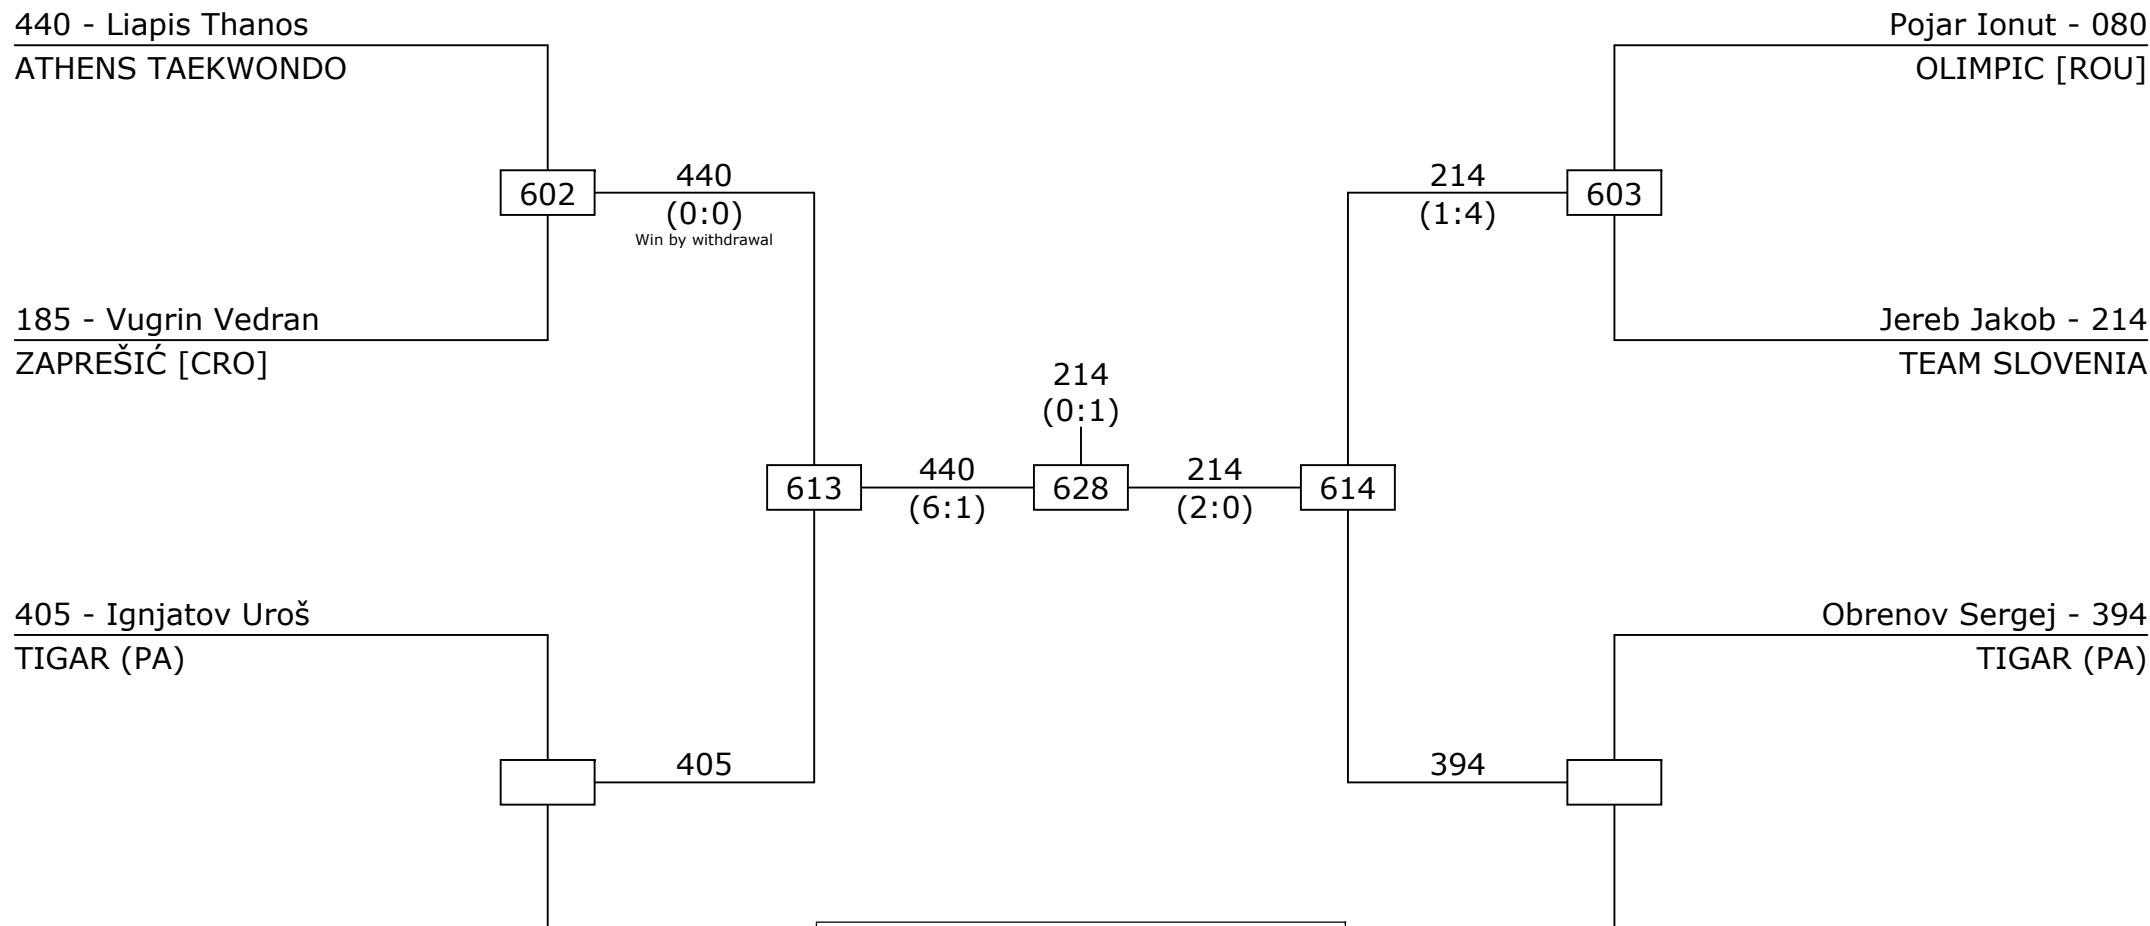 440 - Liapis Thanos
ATHENS TAEKWONDO
Pojar Ionut - 080
OLIMPIC [ROU]
602
440
(0:0)
Win by withdrawal
214
(1:4)
603
185 - Vugrin Vedran
ZAPREŠIĆ [CRO]
Jereb Jakob - 214
TEAM SLOVENIA
214
(0:1)
613
440
(6:1)
628
214
(2:0)
614
405 - Ignjatov Uroš
TIGAR (PA)
Obrenov Sergej - 394
TIGAR (PA)
405
394